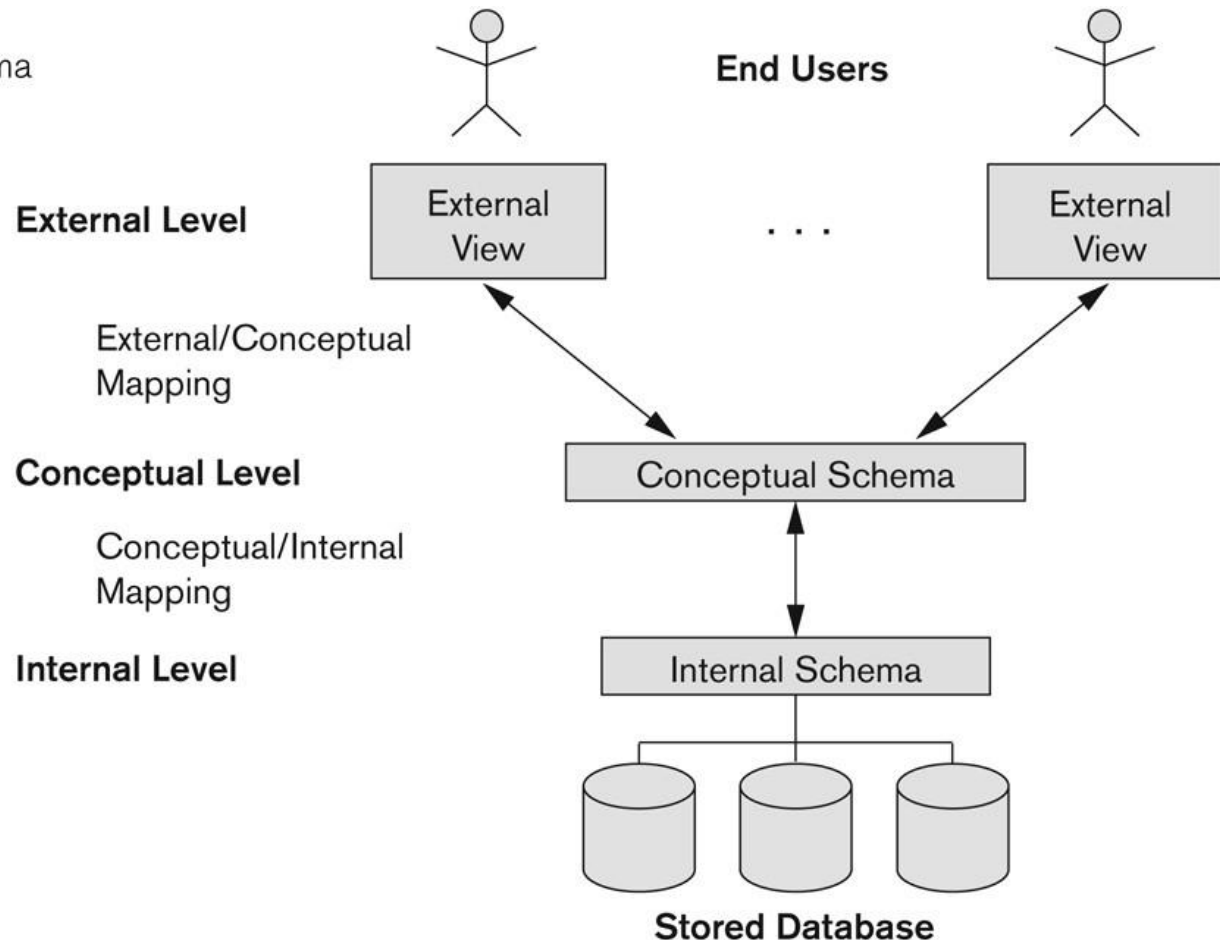 End Users
External Level
External
View
. . .
External
View
External/Conceptual
Mapping
Conceptual Level
Conceptual Schema
Conceptual/Internal
Mapping
Internal Level
Internal Schema
Stored Database